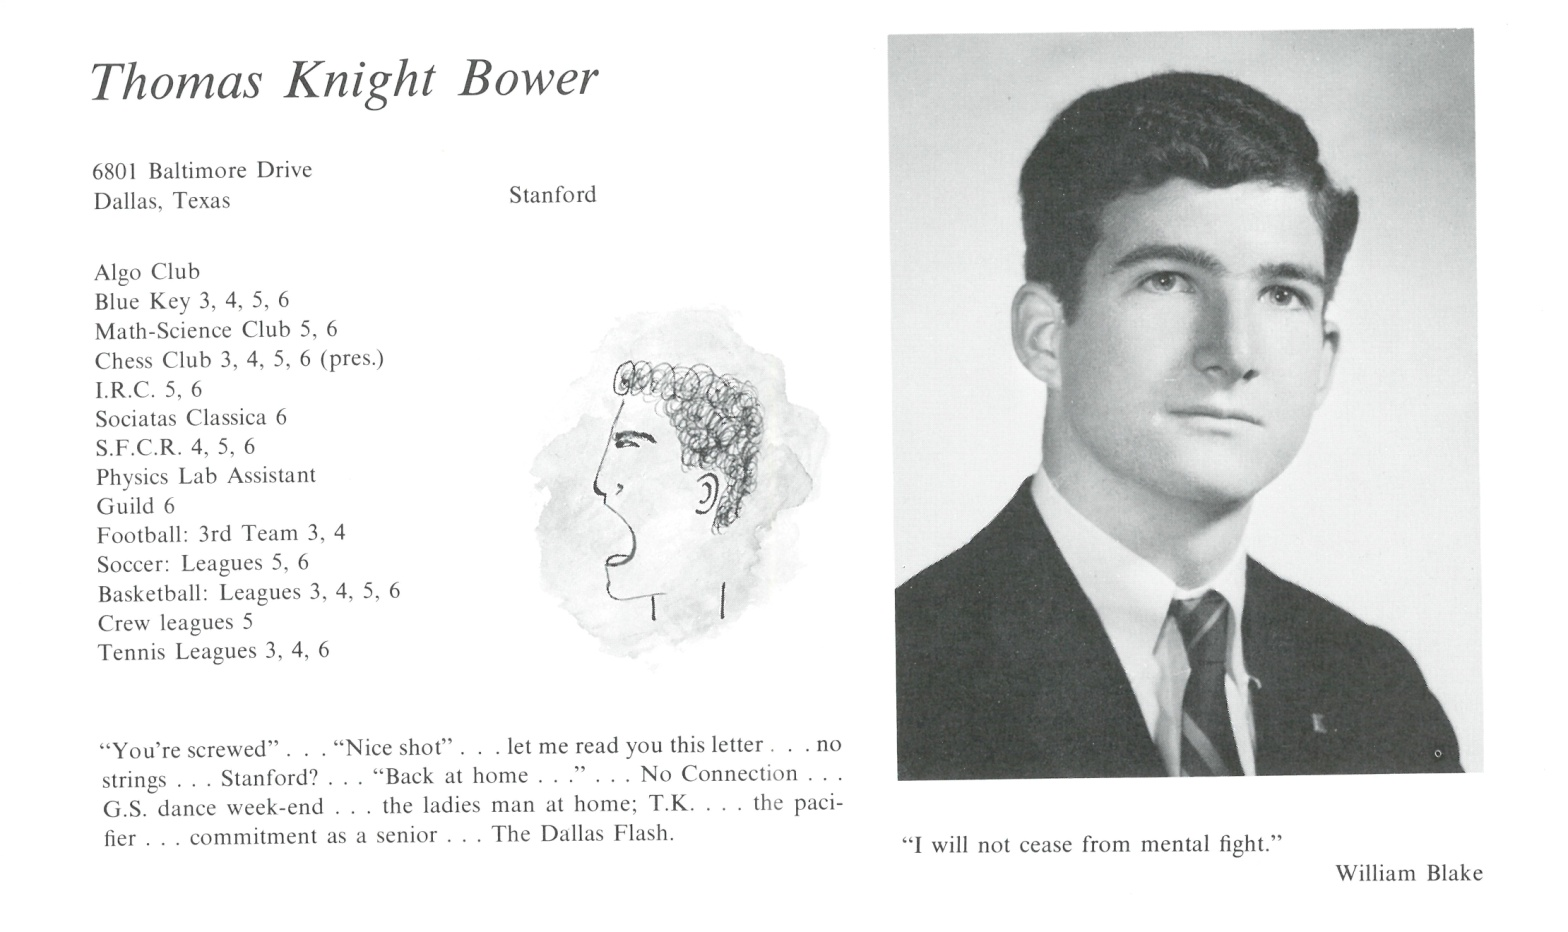 Thomas Knight Bower
6801 Baltimore Drive
Dallas, Texas
Stanford
Algo Club
Blue Key 3, 4, 5, 6
Math-Science Club 5, 6
Chess Club 3, 4, 5, 6 (pres.)
I.R.C. 5, 6
Sociatas Classica 6
S.F.C.R. 4, 5, 6
Physics Lab Assistant
Guild 6
Football: 3rd Team 3, 4
Soccer: Leagues 5, 6
Basketball: Leagues 3, 4, 5, 6
Crew leagues 5
Tennis Leagues 3, 4, 6
“You’re screwed” . . . “Nice shot” . . . let me read you this letter . . . no
strings . . . Stanford? . . . “Back at home . . .” . . . No Connection . . .
G.S. dance week-end . . . the ladies man at home; T.K. . . . the paci-
fier . . . commitment as a senior . . . The Dallas Flash.
“I will not cease from mental fight.”
William Blake